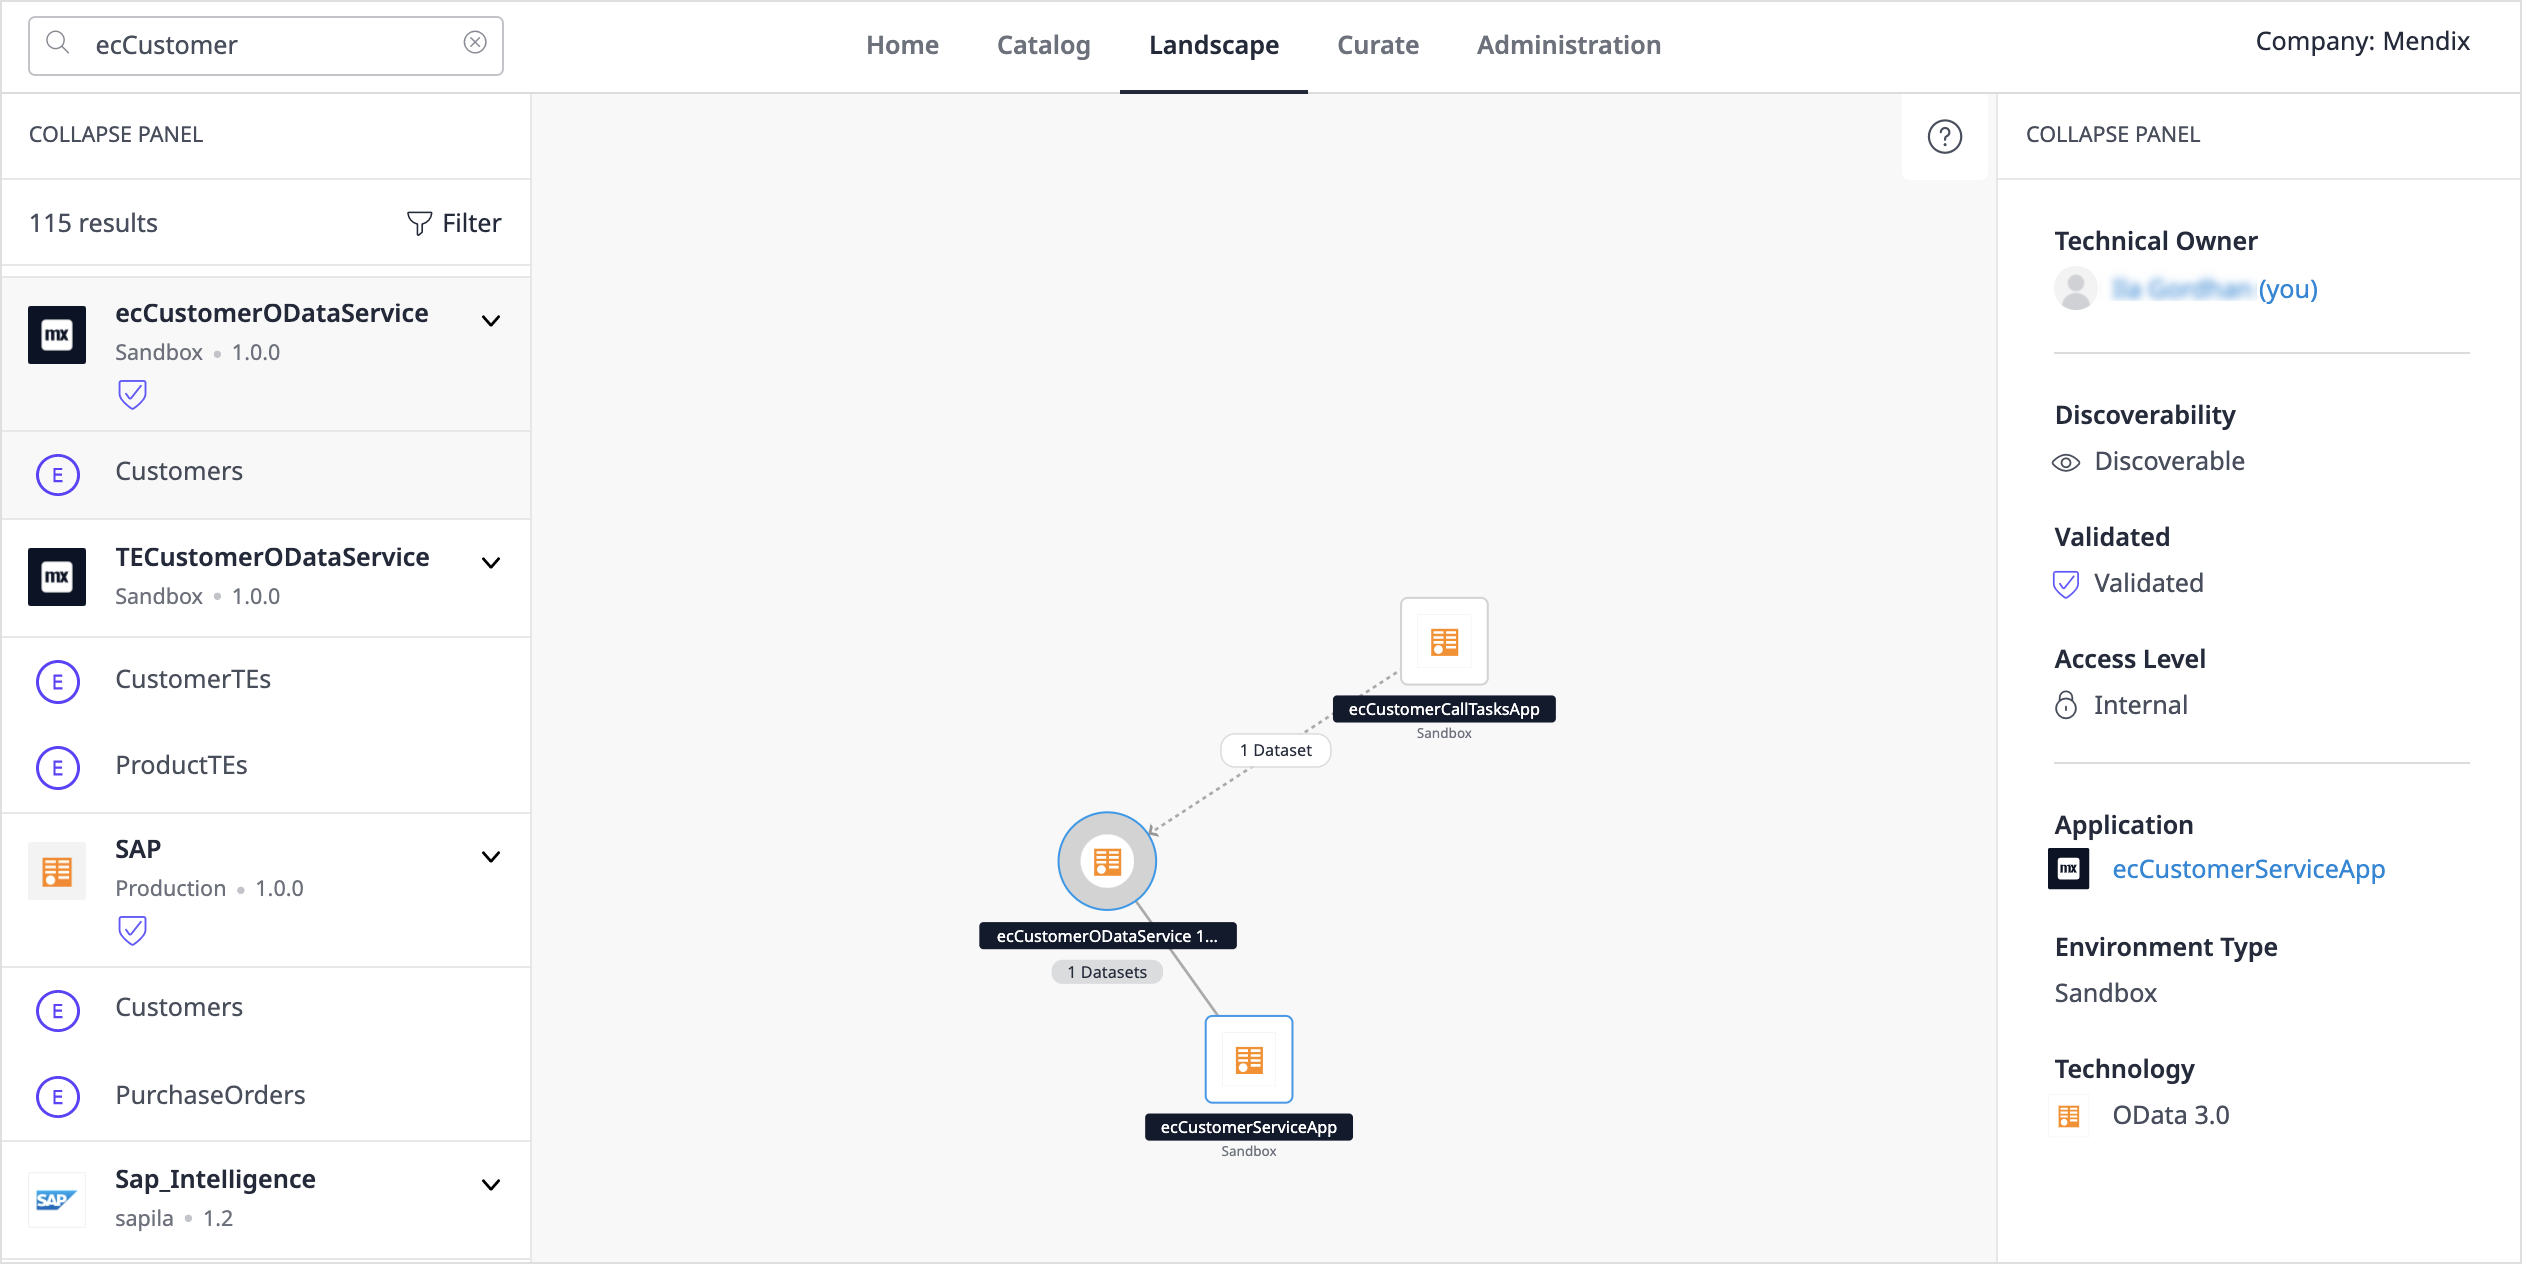 ecCustomer
Home
Catalog
Landscape
Curate
Administration
Company: Mendix
COLLAPSE PANEL
115 results
Filter
mx
ecCustomerODataService
Sandbox • 1.0.0
E
Customers
mx
TECustomerODataService
Sandbox • 1.0.0
E
CustomerTEs
E
ProductTEs
SAP
Production • 1.0.0
E
Customers
E
PurchaseOrders
SAP
Sap_Intelligence
sapila • 1.2
?
ecCustomerCallTasksApp
Sandbox
1 Dataset
ecCustomerODataService 1...
1 Datasets
ecCustomerServiceApp
Sandbox
COLLAPSE PANEL
Technical Owner
(you)
Discoverability
Discoverable
Validated
Validated
Access Level
Internal
Application
mx
ecCustomerServiceApp
Environment Type
Sandbox
Technology
OData 3.0